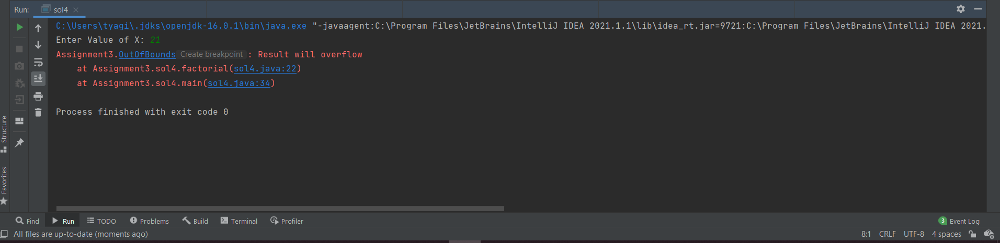 Run: sol4
C:\Users\tyagi\.jdks\openjdk-16.0.1\bin\java.exe "-javaagent:C:\Program Files\JetBrains\IntelliJ IDEA 2021.1.1\lib\idea_rt.jar=9721:C:\Program Files\JetBrains\IntelliJ IDEA 2021.
Enter Value of X: 21
Assignment3.OutOfBounds Create breakpoint : Result will overflow
at Assignment3.sol4.factorial(sol4.java:22)
at Assignment3.sol4.main(sol4.java:34)
Process finished with exit code 0
Structure
Favorites
Find Run TODO Problems Build Terminal Profiler 3 Event Log
All files are up-to-date (moments ago) 8:1 CRLF UTF-8 4 spaces